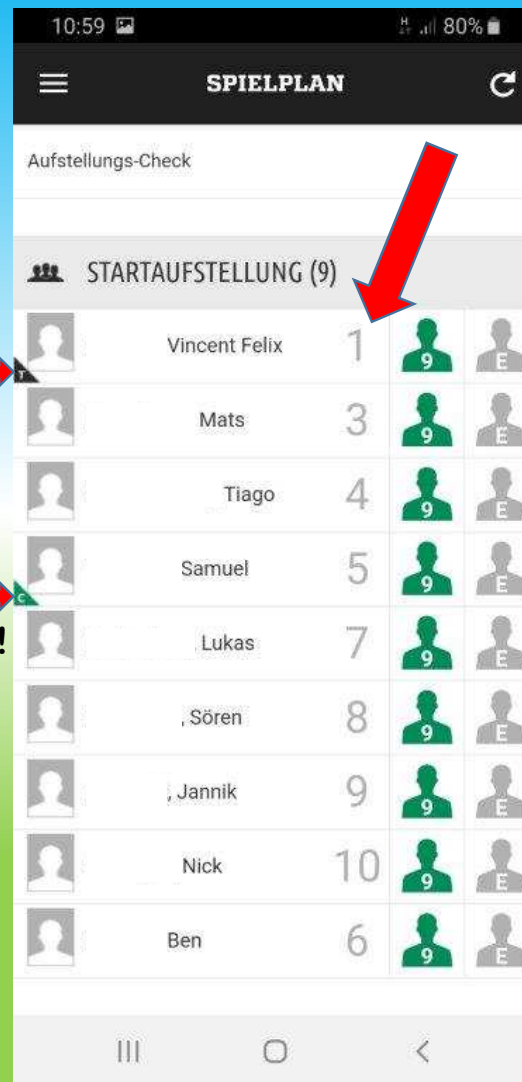 10:59 80%
SPIELPLAN
Aufstellungs-Check
STARTAUFSTELLUNG (9)
T Vincent Felix 1 9 E
Mats 3 9 E
Tiago 4 9 E
C Samuel 5 9 E
! Lukas 7 9 E
, Sören 8 9 E
, Jannik 9 9 E
Nick 10 9 E
Ben 6 9 E